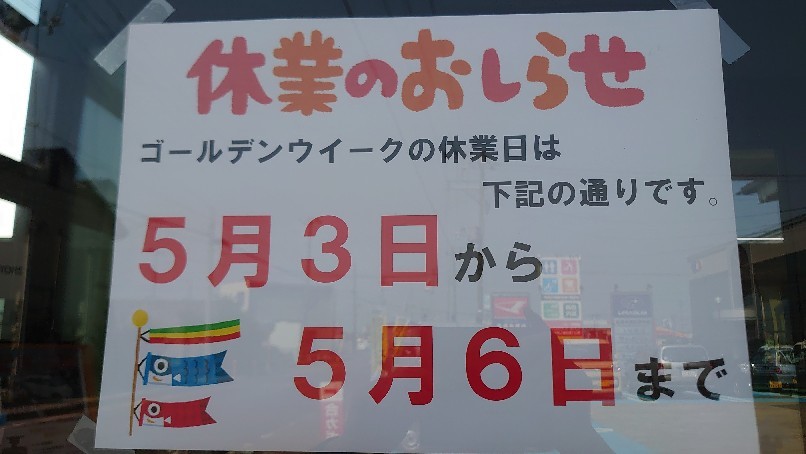 休業のおしらせ
ゴールデンウイークの休業日は
下記の通りです。
５月３日から
５月６日まで